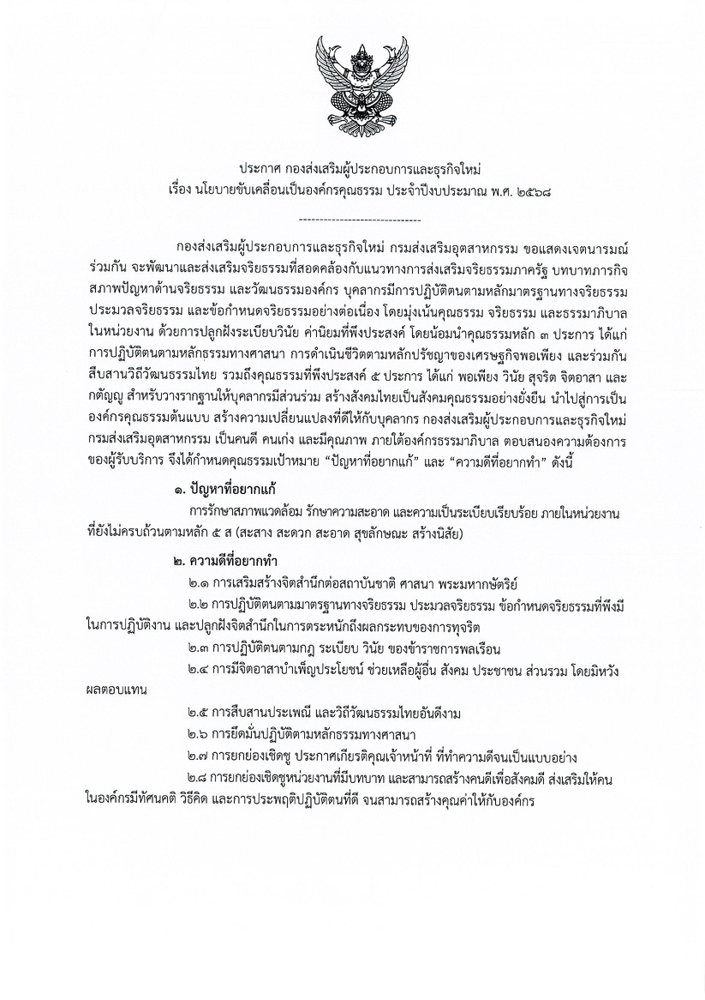 ประกาศ กองส่งเสริมผู้ประกอบการและธุรกิจใหม่
เรื่อง นโยบายขับเคลื่อนเป็นองค์กรคุณธรรม ประจำปีงบประมาณ พ.ศ. ๒๕๖๘
------------------------------
กองส่งเสริมผู้ประกอบการและธุรกิจใหม่ กรมส่งเสริมอุตสาหกรรม ขอแสดงเจตนารมณ์
ร่วมกัน จะพัฒนาและส่งเสริมจริยธรรมที่สอดคล้องกับแนวทางการส่งเสริมจริยธรรมภาครัฐ บทบาทภารกิจ
สภาพปัญหาด้านจริยธรรม และวัฒนธรรมองค์กร บุคลากรมีการปฏิบัติตนตามหลักมาตรฐานทางจริยธรรม
ประมวลจริยธรรม และข้อกำหนดจริยธรรมอย่างต่อเนื่อง โดยมุ่งเน้นคุณธรรม จริยธรรม และธรรมาภิบาล
ในหน่วยงาน ด้วยการปลูกฝังระเบียบวินัย ค่านิยมที่พึงประสงค์ โดยน้อมนำคุณธรรมหลัก ๓ ประการ ได้แก่
การปฏิบัติตนตามหลักธรรมทางศาสนา การดำเนินชีวิตตามหลักปรัชญาของเศรษฐกิจพอเพียง และร่วมกัน
สืบสานวิถีวัฒนธรรมไทย รวมถึงคุณธรรมที่พึงประสงค์ ๕ ประการ ได้แก่ พอเพียง วินัย สุจริต จิตอาสา และ
กตัญญู สำหรับวางรากฐานให้บุคลากรมีส่วนร่วม สร้างสังคมไทยเป็นสังคมคุณธรรมอย่างยั่งยืน นำไปสู่การเป็น
องค์กรคุณธรรมต้นแบบ สร้างความเปลี่ยนแปลงที่ดีให้กับบุคลากร กองส่งเสริมผู้ประกอบการและธุรกิจใหม่
กรมส่งเสริมอุตสาหกรรม เป็นคนดี คนเก่ง และมีคุณภาพ ภายใต้องค์กรธรรมาภิบาล ตอบสนองความต้องการ
ของผู้รับบริการ จึงได้กำหนดคุณธรรมเป้าหมาย “ปัญหาที่อยากแก้” และ “ความดีที่อยากทำ” ดังนี้
๑. ปัญหาที่อยากแก้
การรักษาสภาพแวดล้อม รักษาความสะอาด และความเป็นระเบียบเรียบร้อย ภายในหน่วยงาน
ที่ยังไม่ครบถ้วนตามหลัก ๕ ส (สะสาง สะดวก สะอาด สุขลักษณะ สร้างนิสัย)
๒. ความดีที่อยากทำ
๒.๑ การเสริมสร้างจิตสำนึกต่อสถาบันชาติ ศาสนา พระมหากษัตริย์
๒.๒ การปฏิบัติตนตามมาตรฐานทางจริยธรรม ประมวลจริยธรรม ข้อกำหนดจริยธรรมที่พึงมี
ในการปฏิบัติงาน และปลูกฝังจิตสำนึกในการตระหนักถึงผลกระทบของการทุจริต
๒.๓ การปฏิบัติตนตามกฎ ระเบียบ วินัย ของข้าราชการพลเรือน
๒.๔ การมีจิตอาสาบำเพ็ญประโยชน์ ช่วยเหลือผู้อื่น สังคม ประชาชน ส่วนรวม โดยมิหวัง
ผลตอบแทน
๒.๕ การสืบสานประเพณี และวิถีวัฒนธรรมไทยอันดีงาม
๒.๖ การยึดมั่นปฏิบัติตามหลักธรรมทางศาสนา
๒.๗ การยกย่องเชิดชู ประกาศเกียรติคุณเจ้าหน้าที่ ที่ทำความดีจนเป็นแบบอย่าง
๒.๘ การยกย่องเชิดชูหน่วยงานที่มีบทบาท และสามารถสร้างคนดีเพื่อสังคมดี ส่งเสริมให้คน
ในองค์กรมีทัศนคติ วิธีคิด และการประพฤติปฏิบัติตนที่ดี จนสามารถสร้างคุณค่าให้กับองค์กร